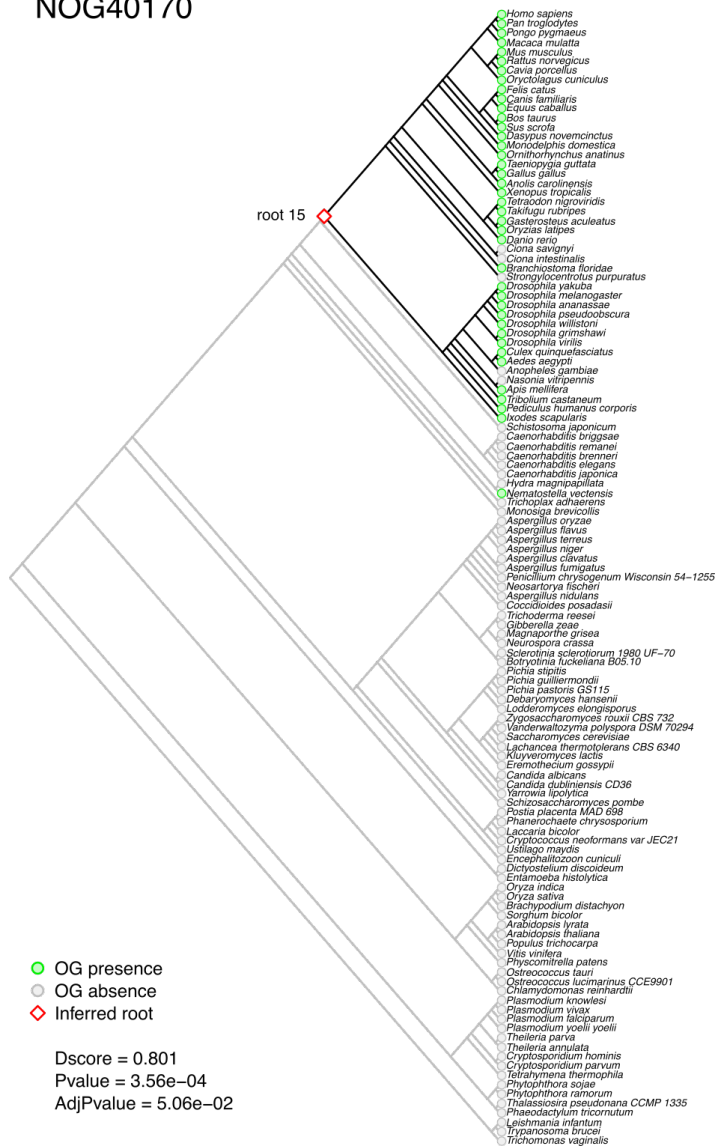 NOG40170
Homo sapiens
Pan troglodytes
Pongo pygmaeus
Macaca mulatta
Mus musculus
Rattus norvegicus
Cavia porcellus
Oryctolagus cuniculus
Felis catus
Canis familiaris
Equus caballus
Bos taurus
Sus scrofa
Dasypus novemcinctus
Monodelphis domestica
Ornithorhynchus anatinus
Taeniopygia guttata
Gallus gallus
Anolis carolinensis
Xenopus tropicalis
Tetraodon nigroviridis
Takifugu rubripes
root 15
Gasterosteus aculeatus
Oryzias latipes
Danio rerio
Ciona savignyi
Ciona intestinalis
Branchiostoma floridae
Strongylocentrotus purpuratus
Drosophila yakuba
Drosophila melanogaster
Drosophila ananassae
Drosophila pseudoobscura
Drosophila willistoni
Drosophila grimshawi
Drosophila virilis
Culex quinquefasciatus
Aedes aegypti
Anopheles gambiae
Nasonia vitripennis
Apis mellifera
Tribolium castaneum
Pediculus humanus corporis
Ixodes scapularis
Schistosoma japonicum
Caenorhabditis briggsae
Caenorhabditis remanei
Caenorhabditis brenneri
Caenorhabditis elegans
Caenorhabditis japonica
Hydra magnipapillata
Nematostella vectensis
Trichoplax adhaerens
Monosiga brevicollis
Aspergillus oryzae
Aspergillus flavus
Aspergillus terreus
Aspergillus niger
Aspergillus clavatus
Aspergillus fumigatus
Penicillium chrysogenum Wisconsin 54−1255
Neosartorya fischeri
Aspergillus nidulans
Coccidioides posadasii
Trichoderma reesei
Gibberella zeae
Magnaporthe grisea
Neurospora crassa
Sclerotinia sclerotiorum 1980 UF−70
Botryotinia fuckeliana B05.10
Pichia stipitis
Pichia guilliermondii
Pichia pastoris GS115
Debaryomyces hansenii
Lodderomyces elongisporus
Zygosaccharomyces rouxii CBS 732
Vanderwaltozyma polyspora DSM 70294
Saccharomyces cerevisiae
Lachancea thermotolerans CBS 6340
Kluyveromyces lactis
Eremothecium gossypii
Candida albicans
Candida dubliniensis CD36
Yarrowia lipolytica
Schizosaccharomyces pombe
Postia placenta MAD 698
Phanerochaete chrysosporium
Laccaria bicolor
Cryptococcus neoformans var JEC21
Ustilago maydis
Encephalitozoon cuniculi
Dictyostelium discoideum
Entamoeba histolytica
Oryza indica
Oryza sativa
Brachypodium distachyon
Sorghum bicolor
Arabidopsis lyrata
Arabidopsis thaliana
Populus trichocarpa
Vitis vinifera
Physcomitrella patens
Ostreococcus tauri
Ostreococcus lucimarinus CCE9901
Chlamydomonas reinhardtii
Plasmodium knowlesi
Plasmodium vivax
Plasmodium falciparum
Plasmodium yoelii yoelii
Theileria parva
Theileria annulata
Cryptosporidium hominis
Cryptosporidium parvum
Tetrahymena thermophila
Phytophthora sojae
Phytophthora ramorum
Thalassiosira pseudonana CCMP 1335
Phaeodactylum tricornutum
Leishmania infantum
Trypanosoma brucei
Trichomonas vaginalis
OG presence
OG absence
Inferred root
Dscore = 0.801
Pvalue = 3.56e−04
AdjPvalue = 5.06e−02